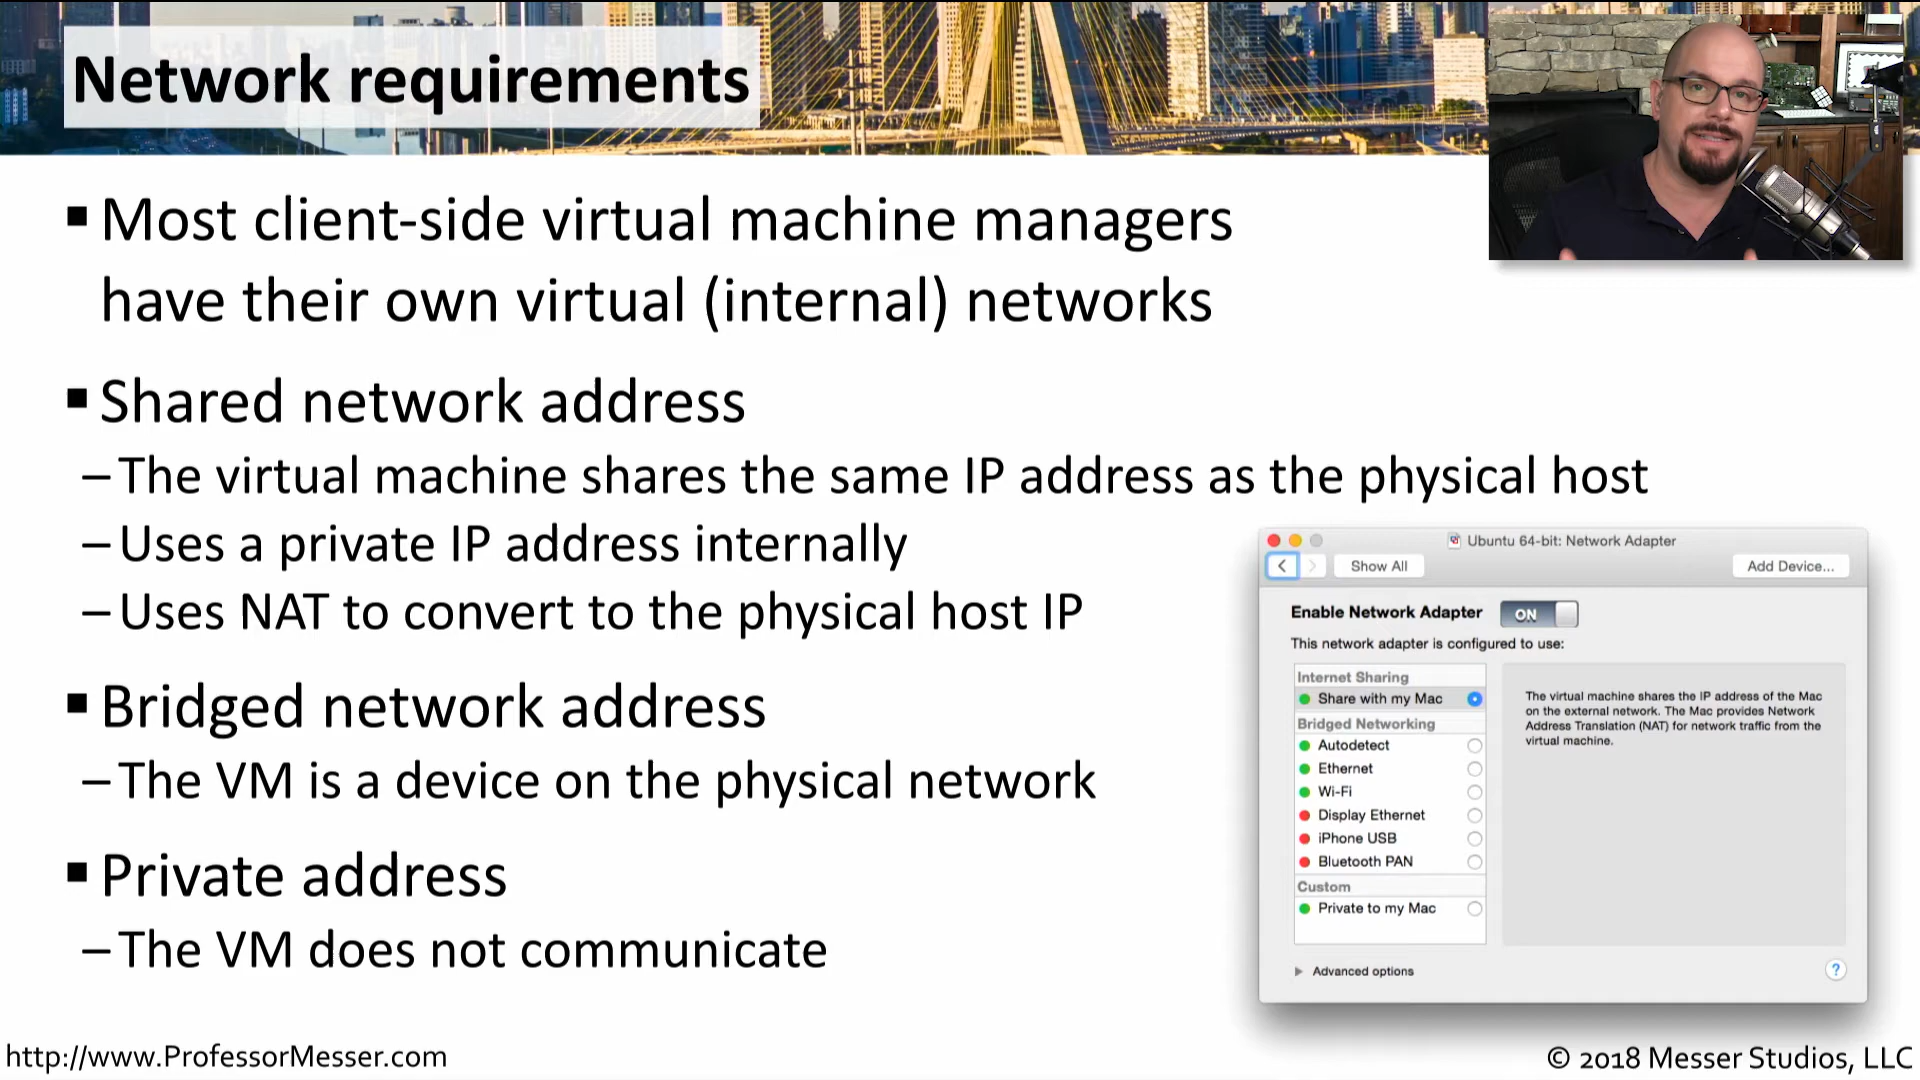 Network requirements
▪ Most client-side virtual machine managers
have their own virtual (internal) networks
▪ Shared network address
– The virtual machine shares the same IP address as the physical host
– Uses a private IP address internally
– Uses NAT to convert to the physical host IP
▪ Bridged network address
– The VM is a device on the physical network
▪ Private address
– The VM does not communicate
Ubuntu 64-bit: Network Adapter
Show All
Add Device...
Enable Network Adapter ON
This network adapter is configured to use:
Internet Sharing
Share with my Mac
Bridged Networking
Autodetect
Ethernet
Wi-Fi
Display Ethernet
iPhone USB
Bluetooth PAN
Custom
Private to my Mac
The virtual machine shares the IP address of the Mac
on the external network. The Mac provides Network
Address Translation (NAT) for network traffic from the
virtual machine.
Advanced options
?
http://www.ProfessorMesser.com
© 2018 Messer Studios, LLC